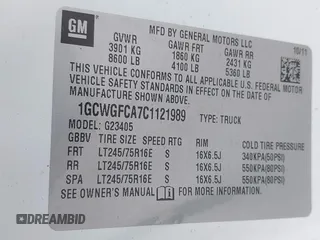 GM
MFD BY GENERAL MOTORS LLC
GVWR GAWR FRT GAWR RR 10/11
3901 KG 1860 KG 2431 KG
8600 LB 4100 LB 5360 LB
THIS VEHICLE CONFORMS TO ALL APPLICABLE U.S. FEDERAL MOTOR
VEHICLE SAFETY STANDARDS IN EFFECT ON THE DATE OF
MANUFACTURE SHOWN ABOVE.
1GCWGFCA7C1121989 TYPE: TRUCK
MODEL: G23405
GBBV TIRE SIZE SPEED RTG RIM COLD TIRE PRESSURE
FRT LT245/75R16E S 16X6.5J 340KPA(50PSI)
RR LT245/75R16E S 16X6.5J 550KPA(80PSI)
SPA LT245/75R16E S 16X6.5J 550KPA(80PSI)
SEE OWNER'S MANUAL FOR ADDITIONAL INFORMATION.
© DREAMBID